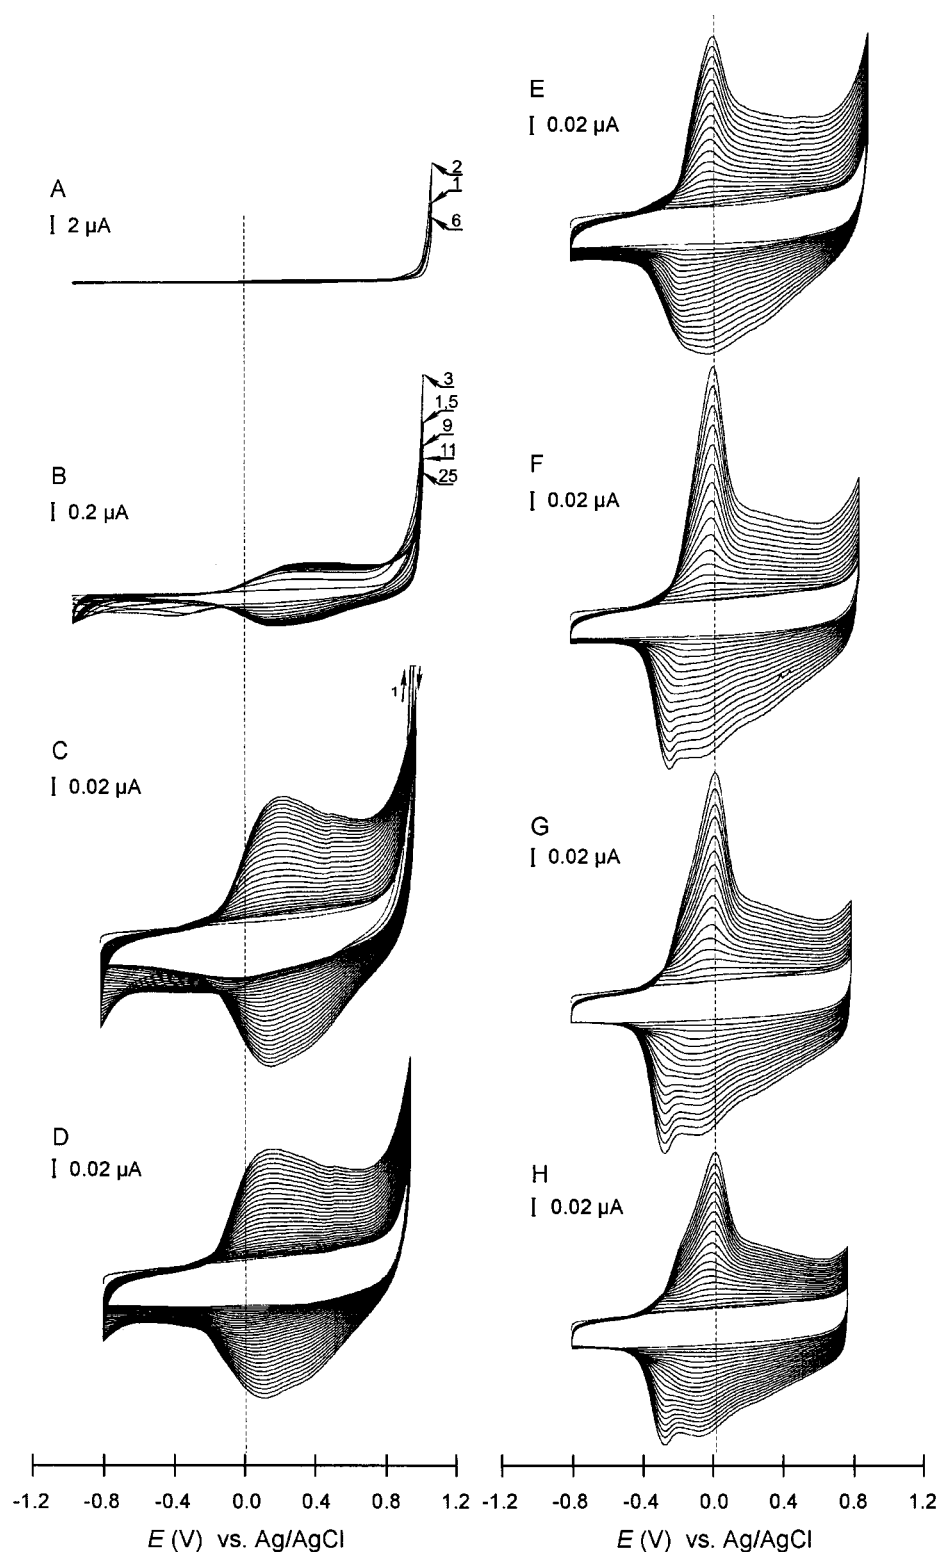 A
I 2 µA
2
1
6
B
I 0.2 µA
3
1,5
9
11
25
C
I 0.02 µA
1
D
I 0.02 µA
-1.2 -0.8 -0.4 0.0 0.4 0.8 1.2
E (V) vs. Ag/AgCl
E
I 0.02 µA
F
I 0.02 µA
G
I 0.02 µA
H
I 0.02 µA
-1.2 -0.8 -0.4 0.0 0.4 0.8 1.2
E (V) vs. Ag/AgCl